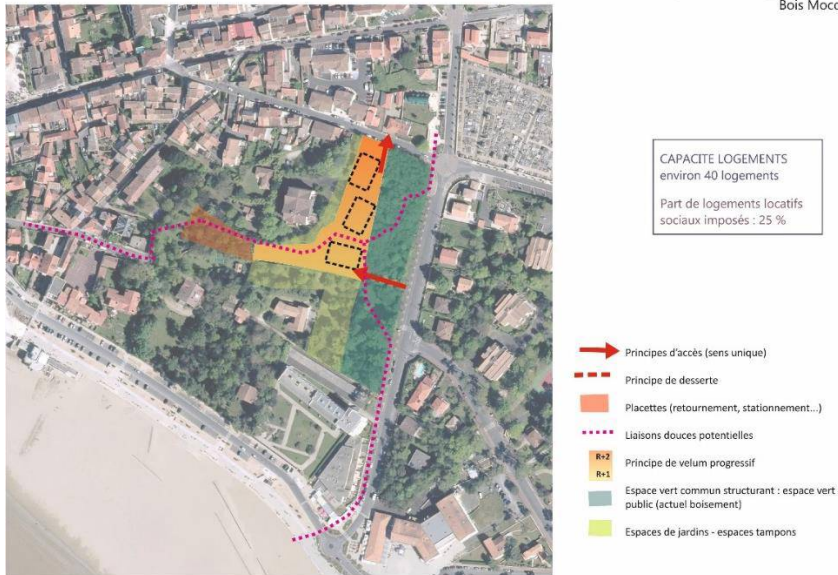 Bois Moco
CAPACITE LOGEMENTS
environ 40 logements
Part de logements locatifs
sociaux imposés : 25 %
Principes d'accès (sens unique)
Principe de desserte
Placettes (retournement, stationnement...)
Liaisons douces potentielles
R+2
R+1
Principe de velum progressif
Espace vert commun structurant : espace vert
public (actuel boisement)
Espaces de jardins - espaces tampons